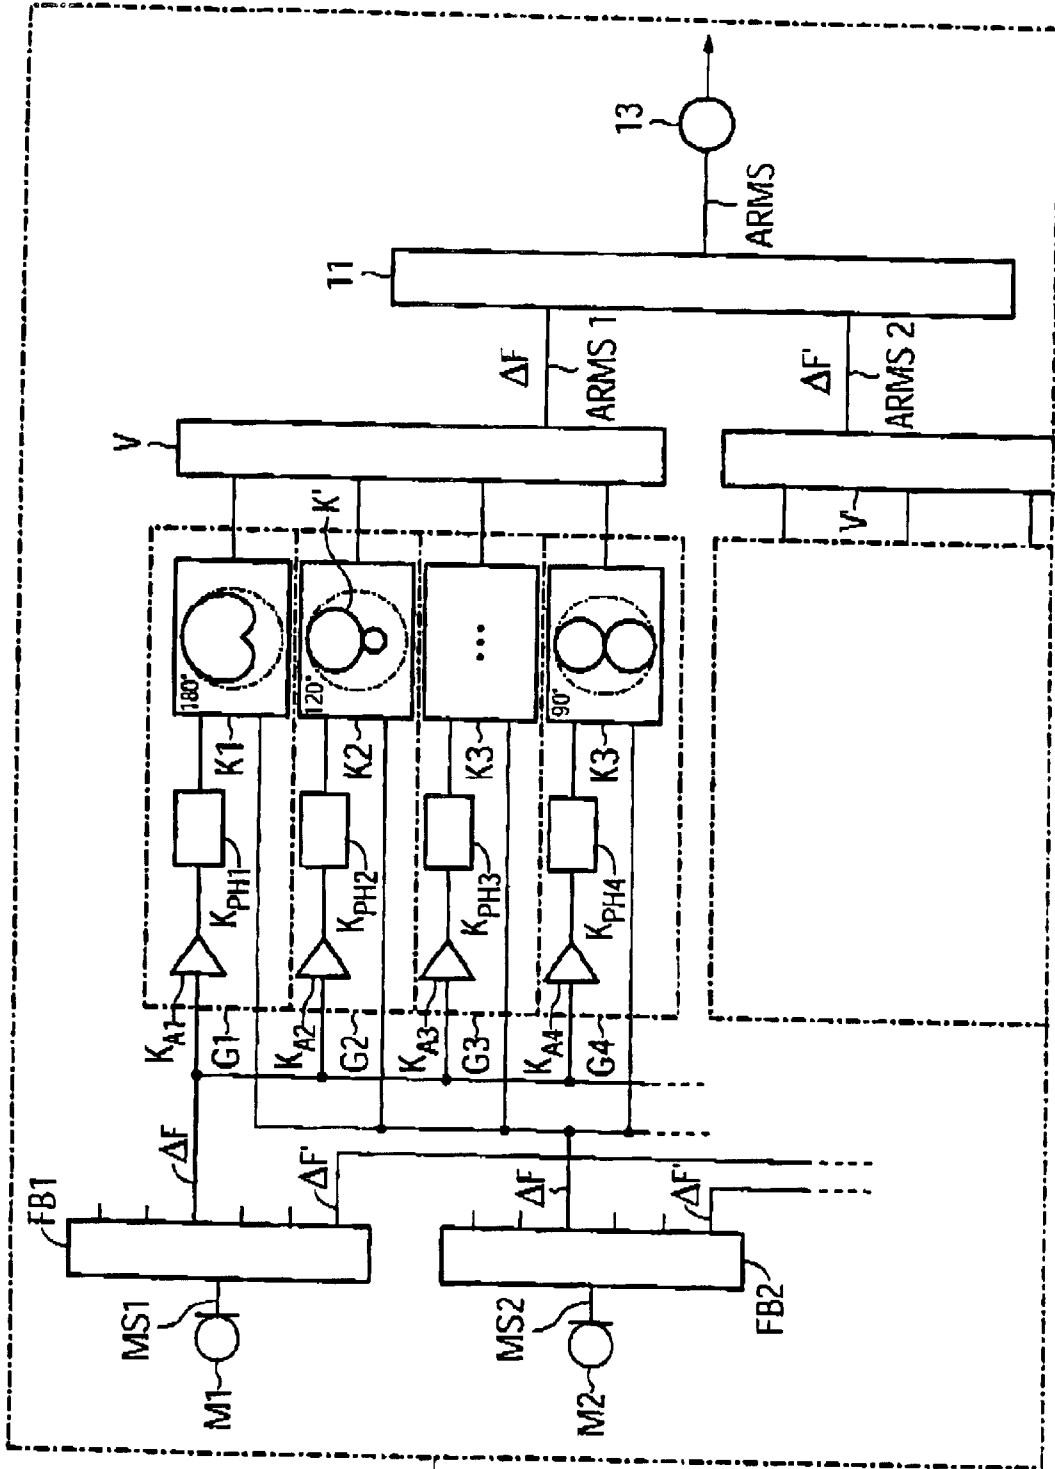 M1
MS1
FB1
ΔF
ΔF'
M2
MS2
FB2
ΔF
ΔF'
G1
KA1
KPH1
K1
180°
G2
KA2
KPH2
K2
120°
K'
G3
KA3
KPH3
K3
...
G4
KA4
KPH4
K3
90°
V
V'
ΔF
ARMS 1
ΔF'
ARMS 2
11
ARMS
13